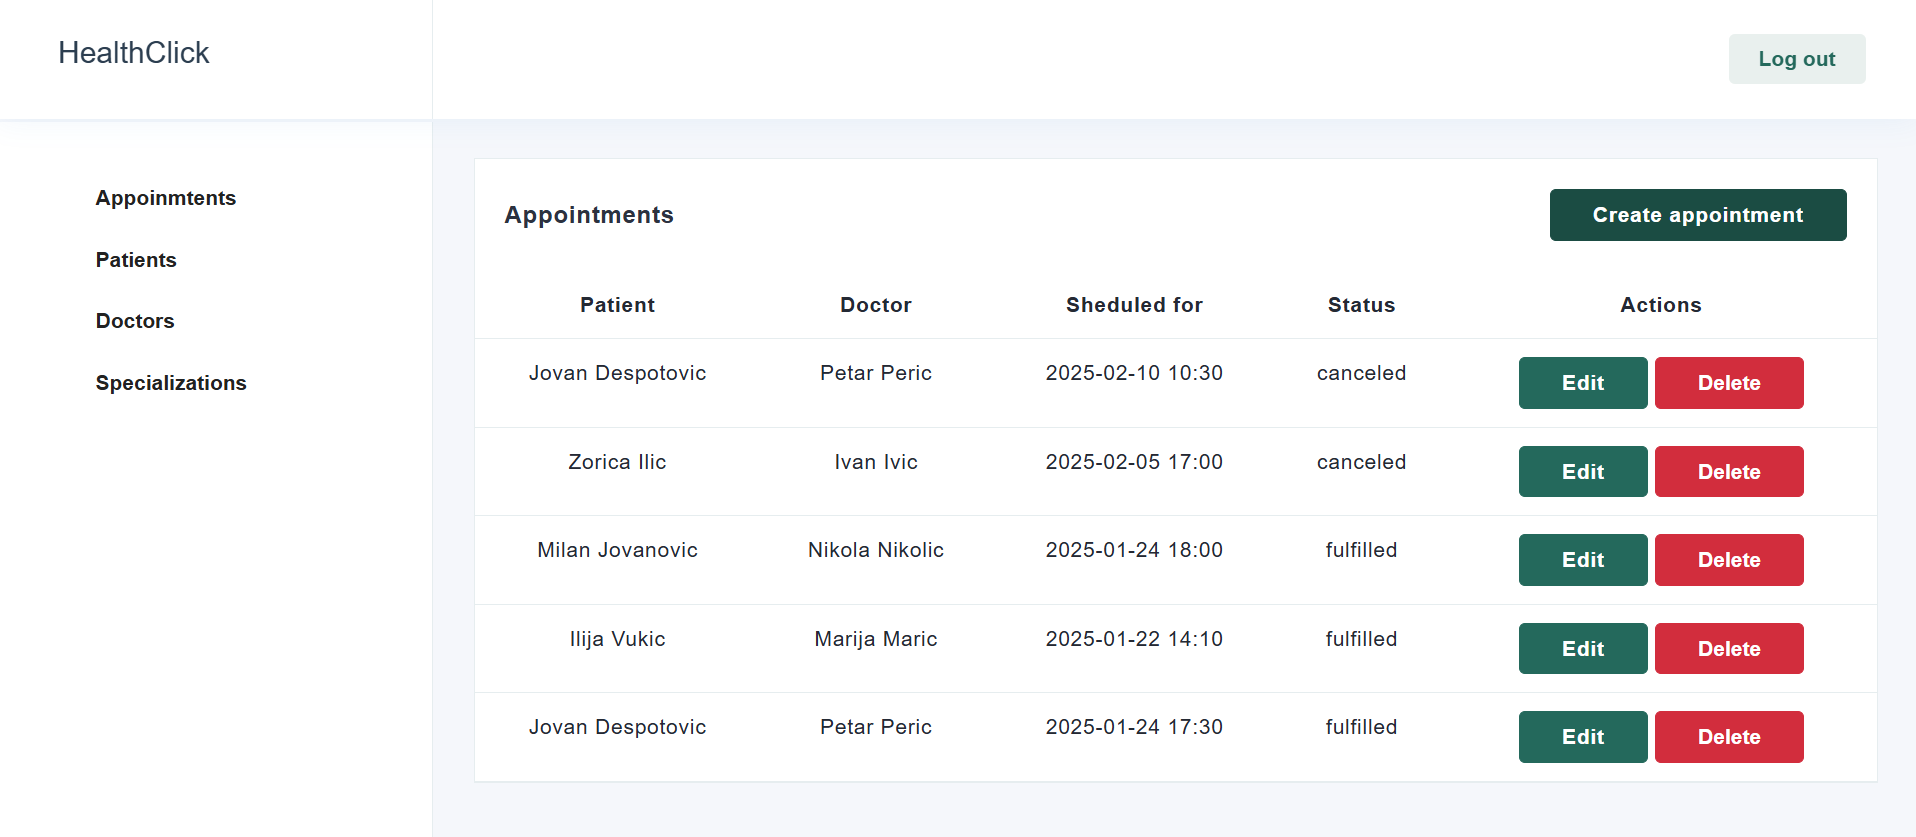 HealthClick
Log out
Appoinmtents
Patients
Doctors
Specializations
Appointments
Create appointment
Patient Doctor Sheduled for Status Actions
Jovan Despotovic Petar Peric 2025-02-10 10:30 canceled Edit Delete
Zorica Ilic Ivan Ivic 2025-02-05 17:00 canceled Edit Delete
Milan Jovanovic Nikola Nikolic 2025-01-24 18:00 fulfilled Edit Delete
Ilija Vukic Marija Maric 2025-01-22 14:10 fulfilled Edit Delete
Jovan Despotovic Petar Peric 2025-01-24 17:30 fulfilled Edit Delete